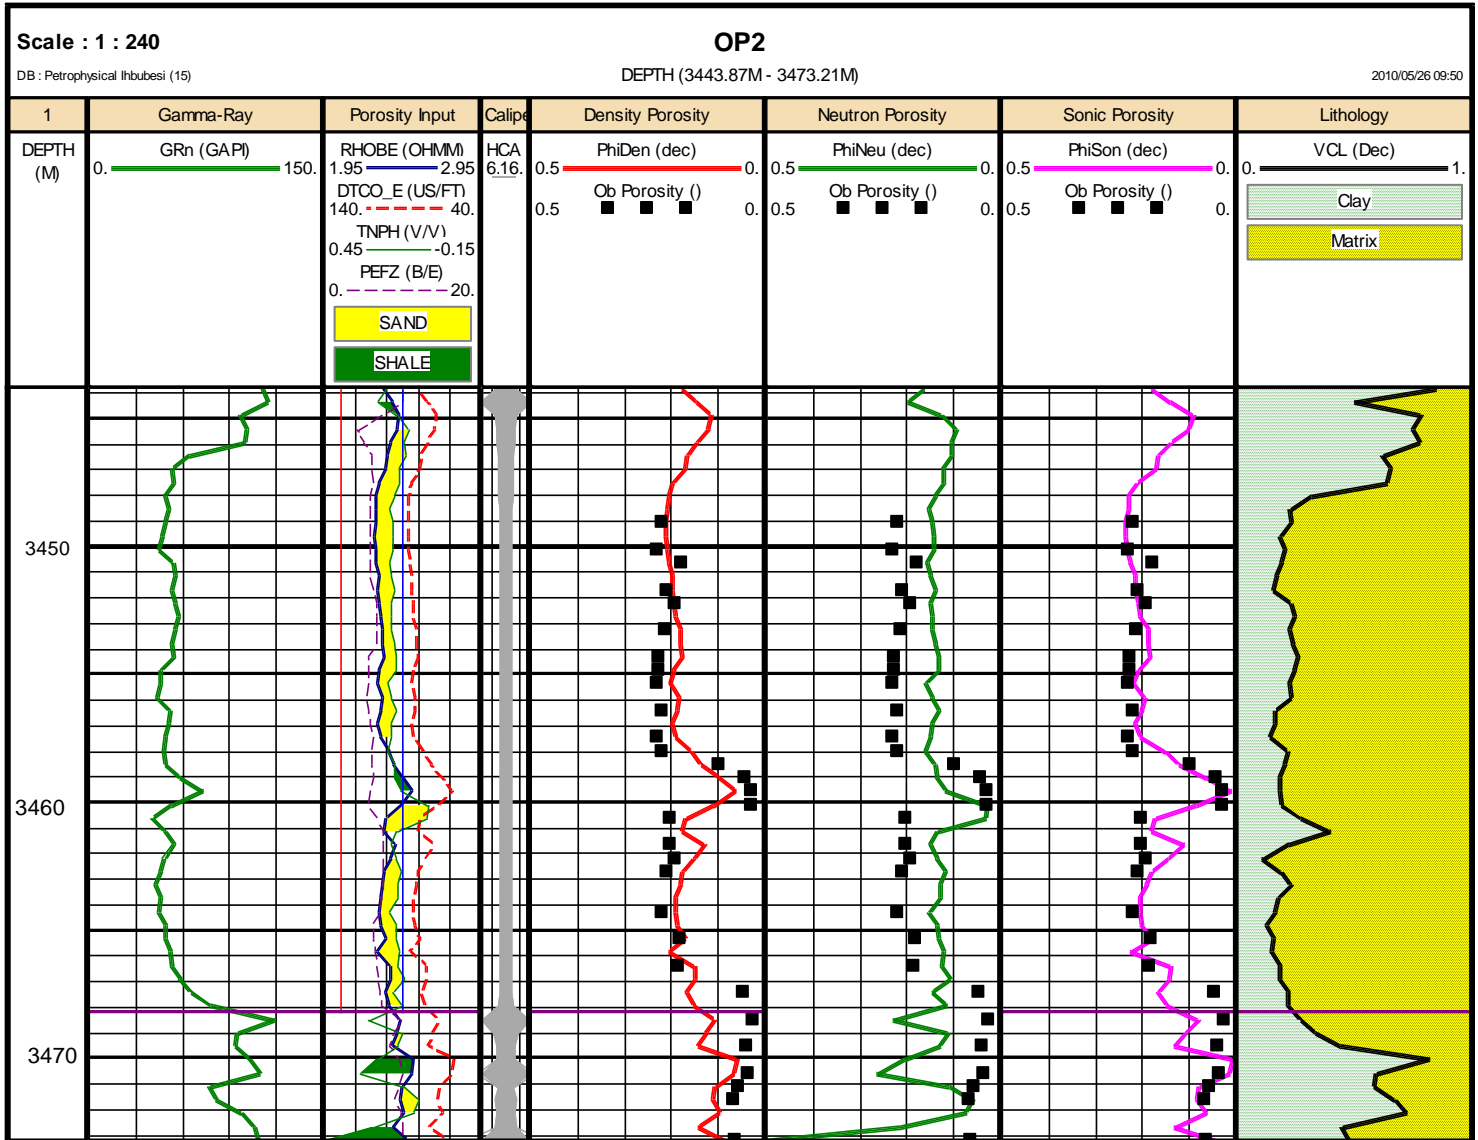 Scale : 1 : 240
OP2
DB : Petrophysical Ihbubesi (15)
DEPTH (3443.87M - 3473.21M)
2010/05/26 09:50
1
Gamma-Ray
Porosity Input
Calipe
Density Porosity
Neutron Porosity
Sonic Porosity
Lithology
DEPTH
(M)
GRn (GAPI)
0. 150.
RHOBE (OHMM)
1.95 2.95
DTCO_E (US/FT)
140. 40.
TNPH (V/V)
0.45 -0.15
PEFZ (B/E)
0. 20.
SAND
SHALE
HCA
6.16.
PhiDen (dec)
0.5 0.
Ob Porosity ()
0.5 0.
PhiNeu (dec)
0.5 0.
Ob Porosity ()
0.5 0.
PhiSon (dec)
0.5 0.
Ob Porosity ()
0.5 0.
VCL (Dec)
0. 1.
Clay
Matrix
3450
3460
3470